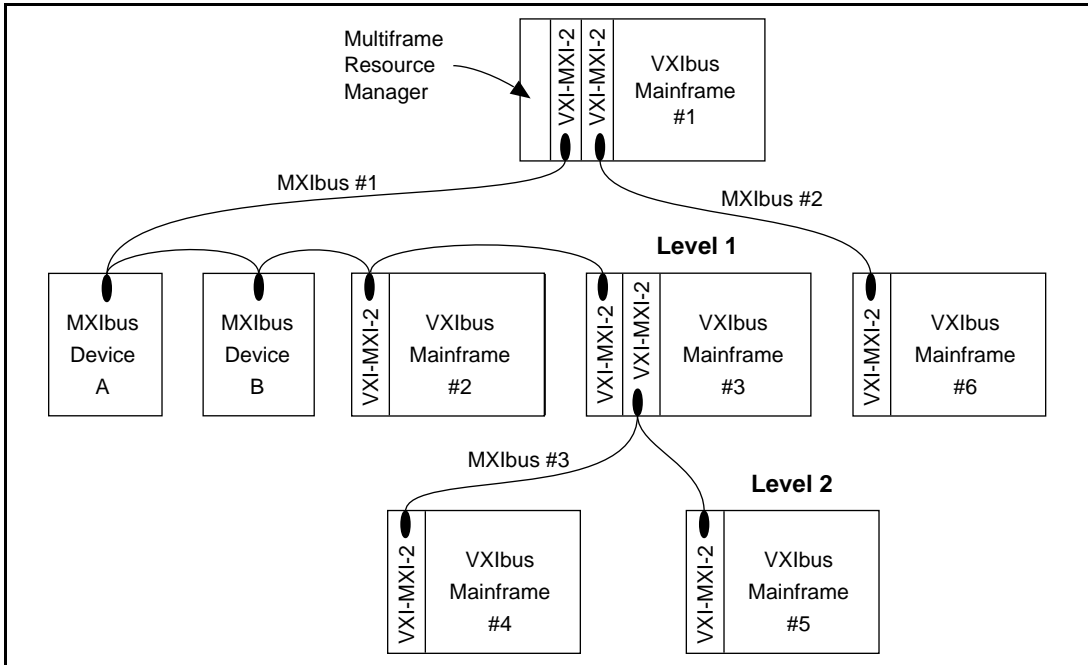 Multiframe
Resource
Manager
VXI-MXI-2
VXI-MXI-2
VXIbus
Mainframe
#1
MXIbus #1
MXIbus #2
Level 1
MXIbus
Device
A
MXIbus
Device
B
VXI-MXI-2
VXIbus
Mainframe
#2
VXI-MXI-2
VXI-MXI-2
VXIbus
Mainframe
#3
VXI-MXI-2
VXIbus
Mainframe
#6
MXIbus #3
Level 2
VXI-MXI-2
VXIbus
Mainframe
#4
VXI-MXI-2
VXIbus
Mainframe
#5